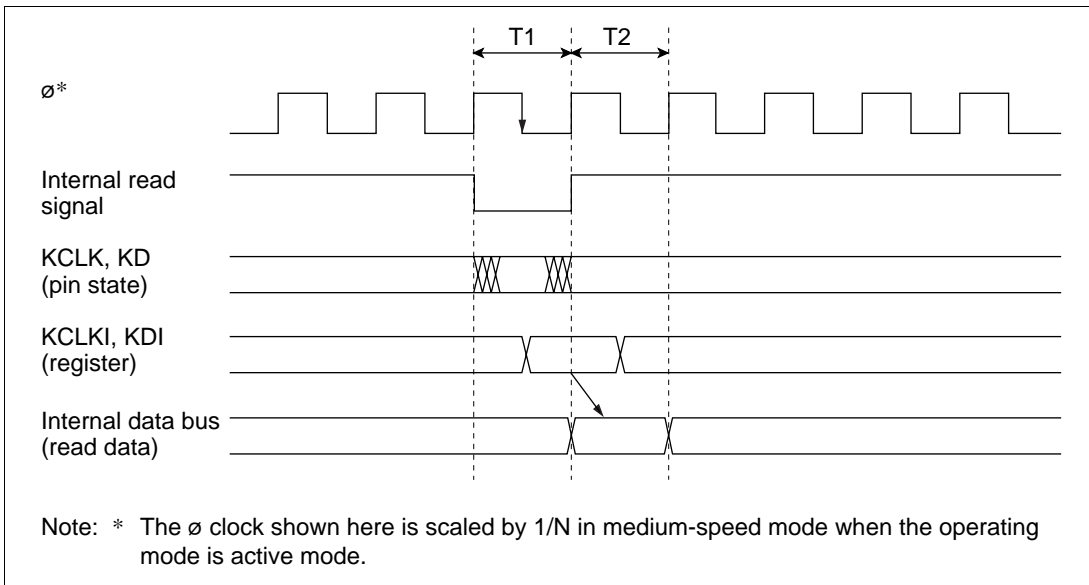 T1 T2
ø*
Internal read
signal
KCLK, KD
(pin state)
KCLKI, KDI
(register)
Internal data bus
(read data)
Note: * The ø clock shown here is scaled by 1/N in medium-speed mode when the operating
mode is active mode.